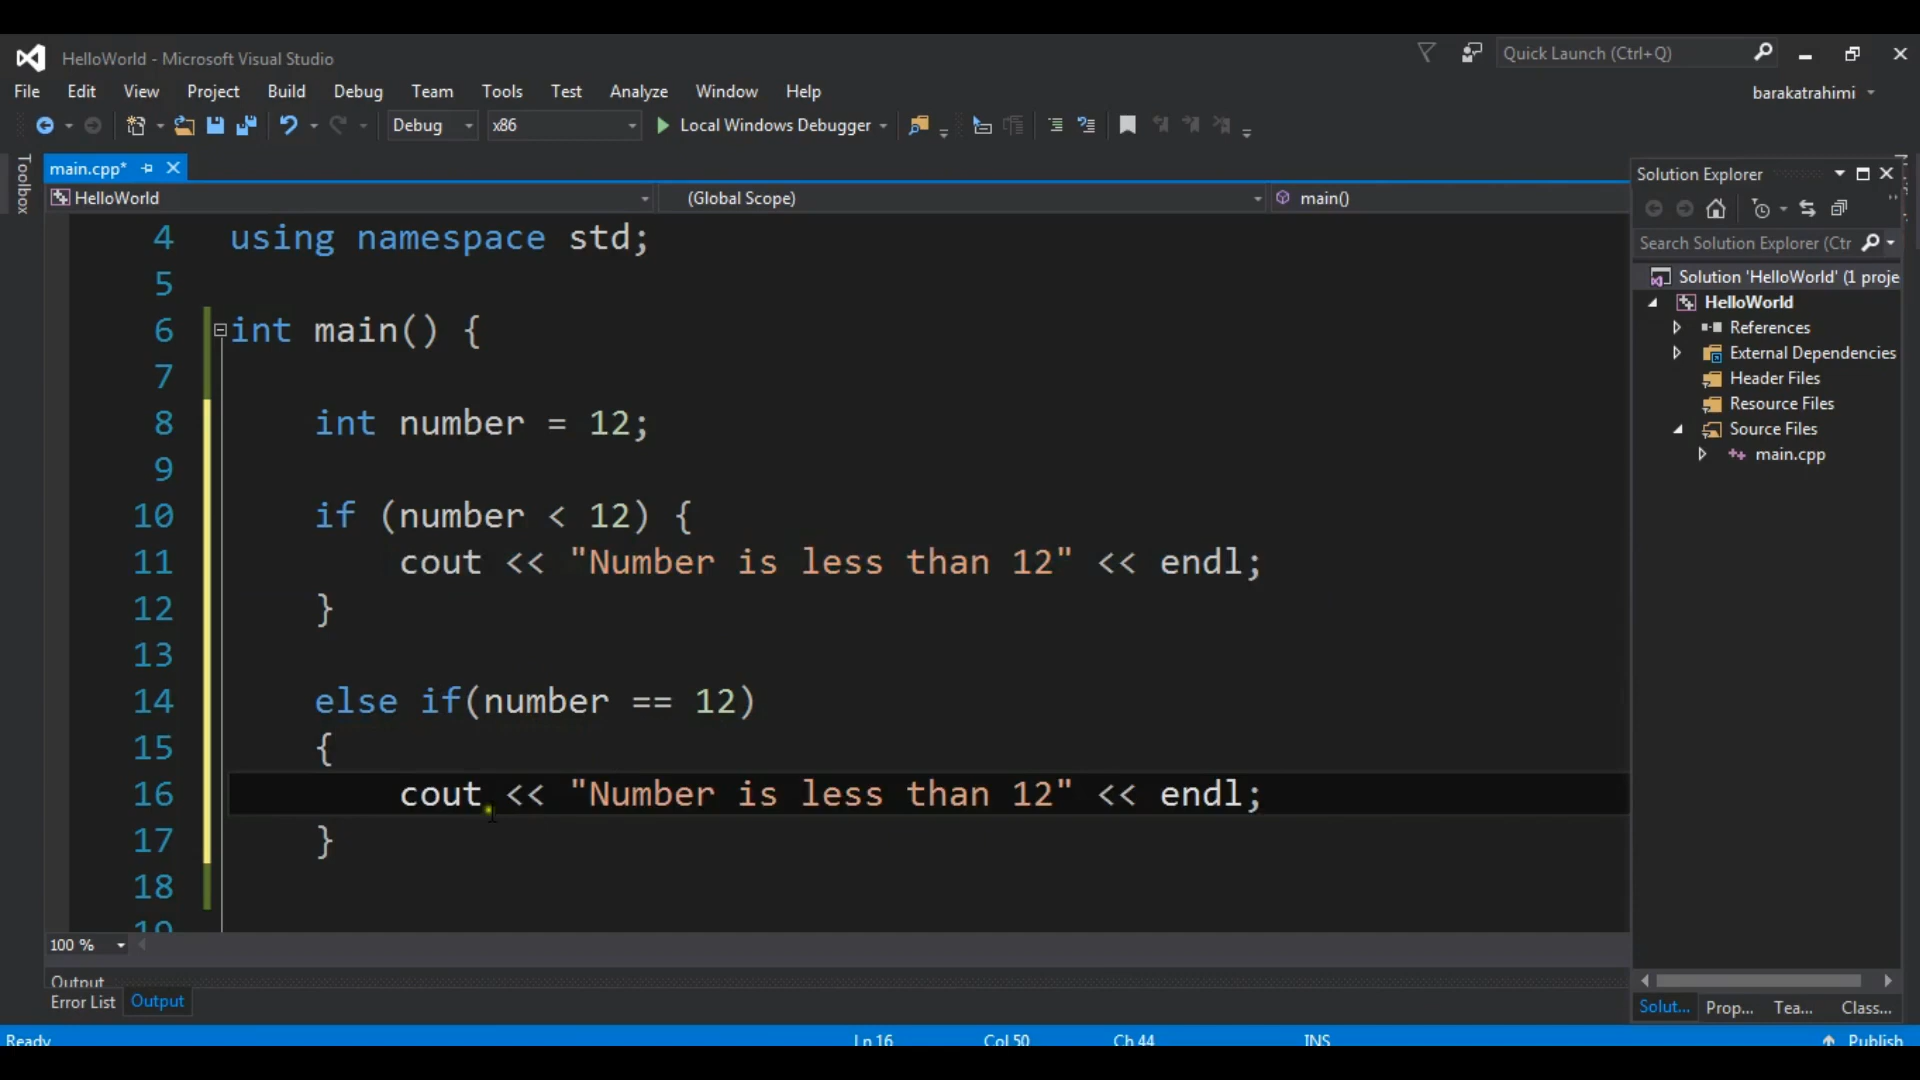 HelloWorld - Microsoft Visual Studio
Quick Launch (Ctrl+Q)
File Edit View Project Build Debug Team Tools Test Analyze Window Help
barakatrahimi
Debug x86 Local Windows Debugger
Toolbox
main.cpp*
HelloWorld (Global Scope) main()
4 using namespace std;
5
6 int main() {
7
8 int number = 12;
9
10 if (number < 12) {
11 cout << "Number is less than 12" << endl;
12 }
13
14 else if(number == 12)
15 {
16 cout << "Number is less than 12" << endl;
17 }
18
19
100 %
Output
Error List Output
Solution Explorer
Search Solution Explorer (Ctr
Solution 'HelloWorld' (1 proje
HelloWorld
References
External Dependencies
Header Files
Resource Files
Source Files
main.cpp
Solut... Prop... Tea... Class...
Ready Ln 16 Col 50 Ch 44 INS Publish